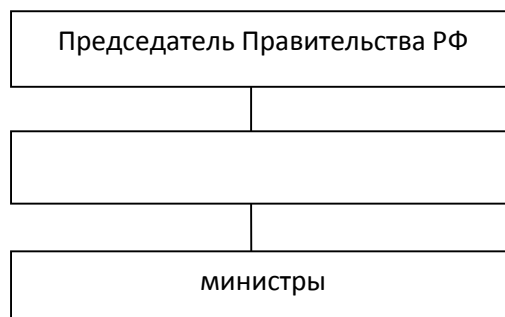 Председатель Правительства РФ
министры